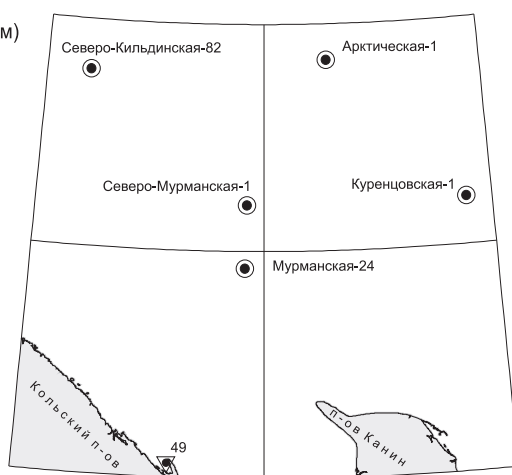 м)
Северо-Кильдинская-82
Арктическая-1
Северо-Мурманская-1
Куренцовская-1
Мурманская-24
Кольский п-ов
п-ов Канин
49